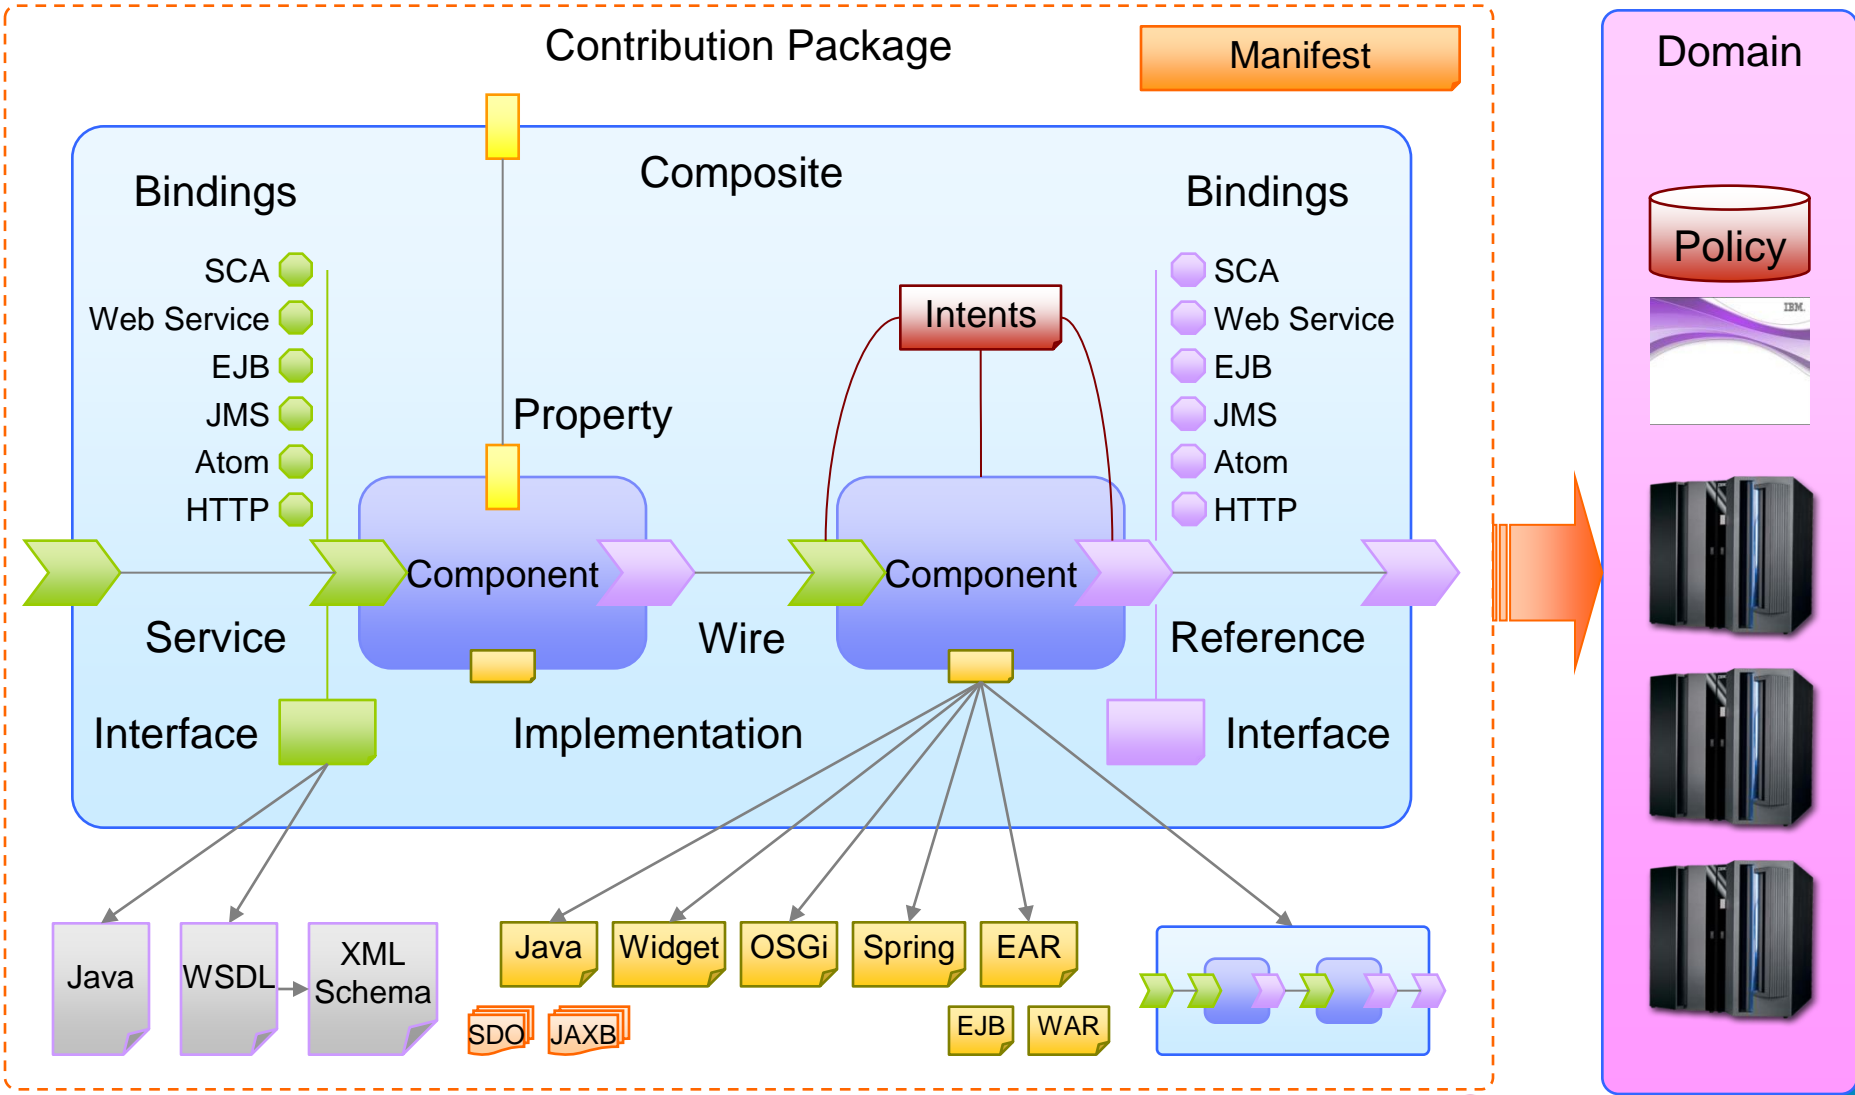 Contribution Package
Manifest
Domain
Composite
Bindings
Bindings
SCA
Web Service
EJB
JMS
Atom
HTTP
Property
Intents
SCA
Web Service
EJB
JMS
Atom
HTTP
Policy
IBM.
Component
Component
Service
Wire
Reference
Interface
Implementation
Interface
Java
WSDL
XML
Schema
Java
Widget
OSGi
Spring
EAR
SDO
JAXB
EJB
WAR